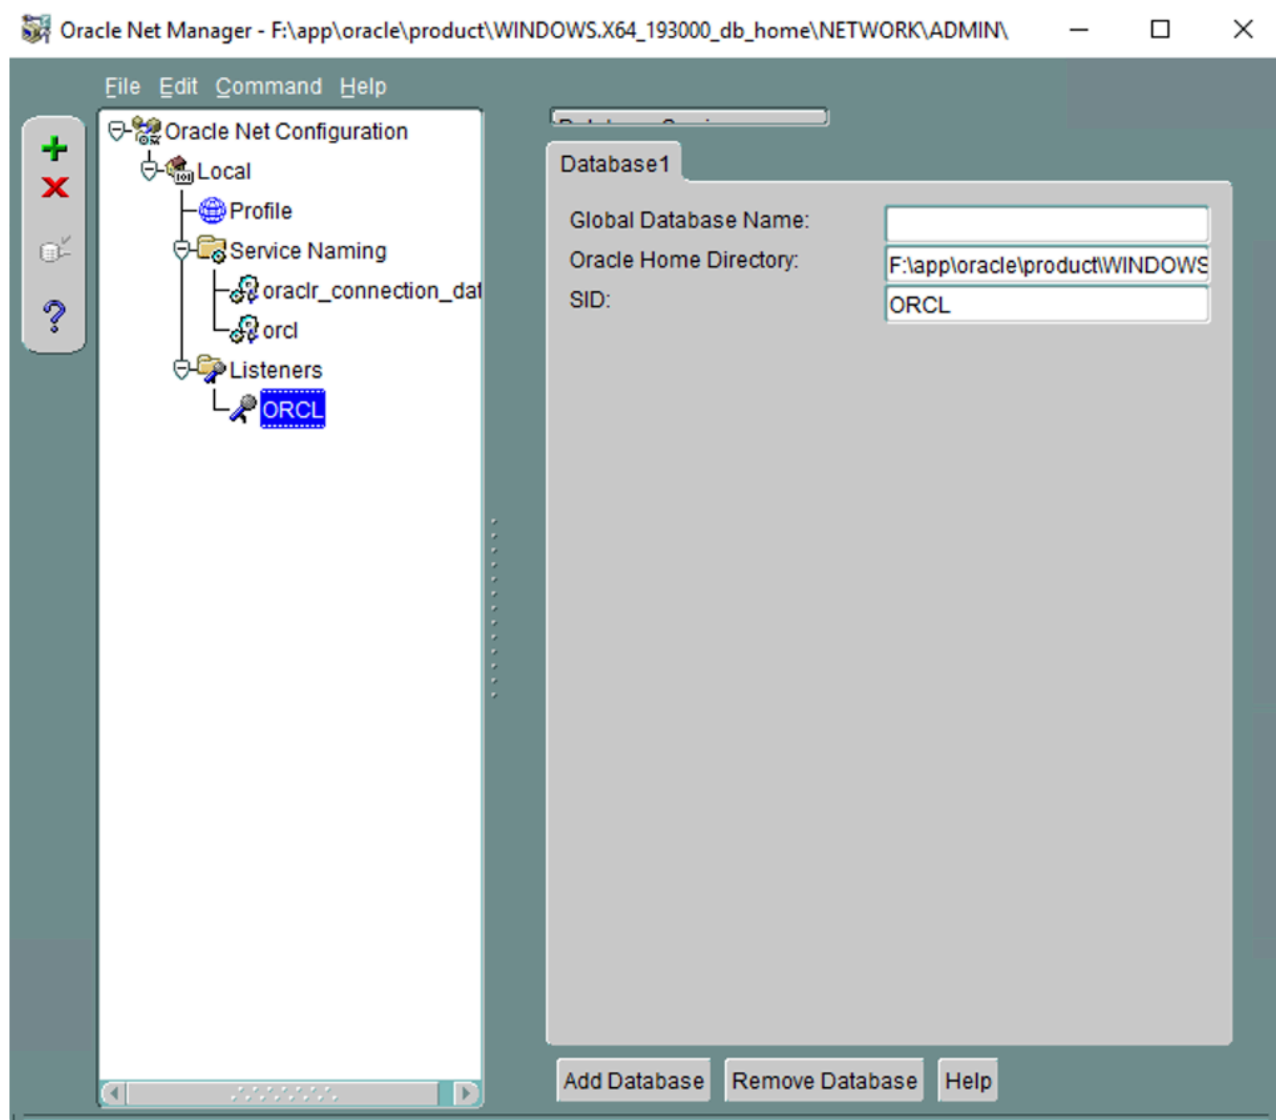 Oracle Net Manager - F:\app\oracle\product\WINDOWS.X64_193000_db_home\NETWORK\ADMIN\
File Edit Command Help
Oracle Net Configuration
Local
Profile
Service Naming
oraclr_connection_dat
orcl
Listeners
ORCL
Database1
Global Database Name:
Oracle Home Directory: F:\app\oracle\product\WINDOWS
SID: ORCL
Add Database Remove Database Help